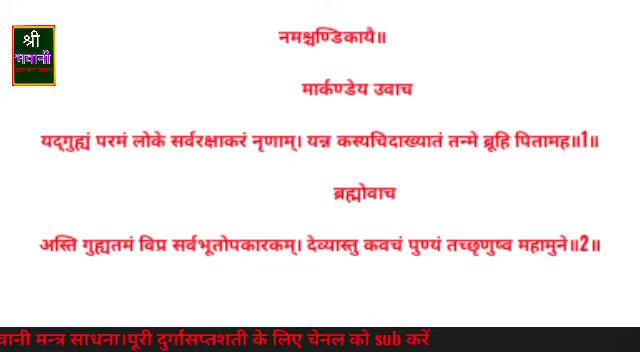 श्री
भवानी
नमश्चण्डिकायै॥
मार्कण्डेय उवाच
यद्‌गुह्यं परमं लोके सर्वरक्षाकरं नृणाम्। यन्न कस्यचिदाख्यातं तन्मे ब्रूहि पितामह॥1॥
ब्रह्मोवाच
अस्ति गुह्यतमं विप्र सर्वभूतोपकारकम्। देव्यास्तु कवचं पुण्यं तच्छृणुष्व महामुने॥2॥
वानी मन्त्र साधना।पूरी दुर्गासप्तशती के लिए चेनल को sub करें